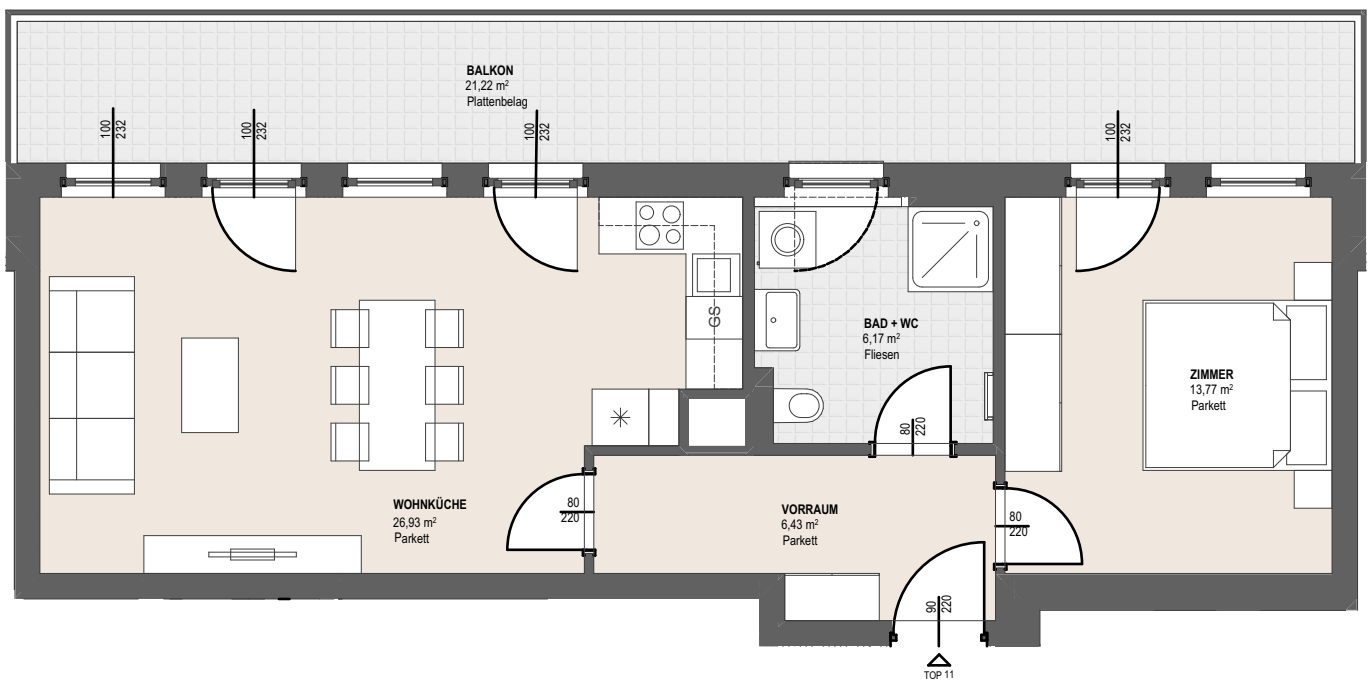 BALKON
21,22 m²
Plattenbelag
100
232
100
232
100
232
100
232
GS
BAD + WC
6,17 m²
Fliesen
ZIMMER
13,77 m²
Parkett
80
220
WOHNKÜCHE
26,93 m²
Parkett
80
220
VORRAUM
6,43 m²
Parkett
80
220
90
220
TOP 11